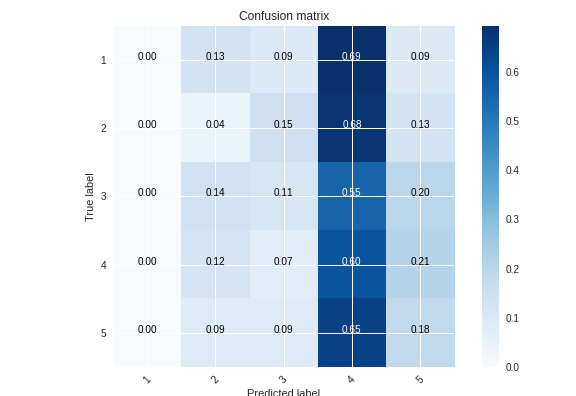 Confusion matrix
1 0.00 0.13 0.09 0.69 0.09
2 0.00 0.04 0.15 0.68 0.13
3 0.00 0.14 0.11 0.55 0.20
4 0.00 0.12 0.07 0.60 0.21
5 0.00 0.09 0.09 0.65 0.18
1 2 3 4 5
True label
Predicted label
0.6
0.5
0.4
0.3
0.2
0.1
0.0